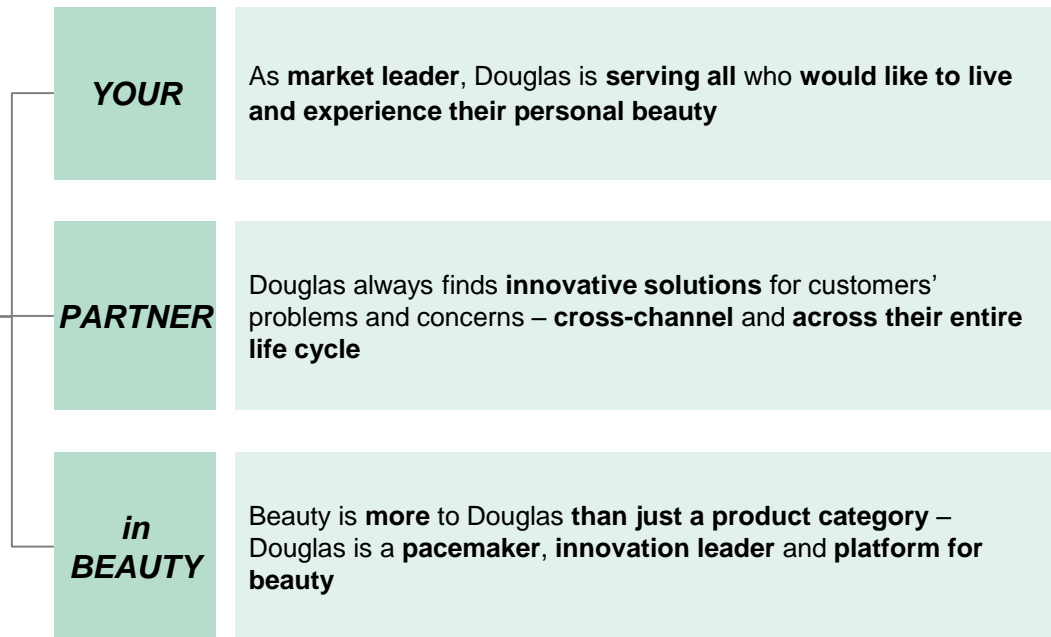 YOUR
As market leader, Douglas is serving all who would like to live
and experience their personal beauty
PARTNER
Douglas always finds innovative solutions for customers’
problems and concerns – cross-channel and across their entire
life cycle
in
BEAUTY
Beauty is more to Douglas than just a product category –
Douglas is a pacemaker, innovation leader and platform for
beauty